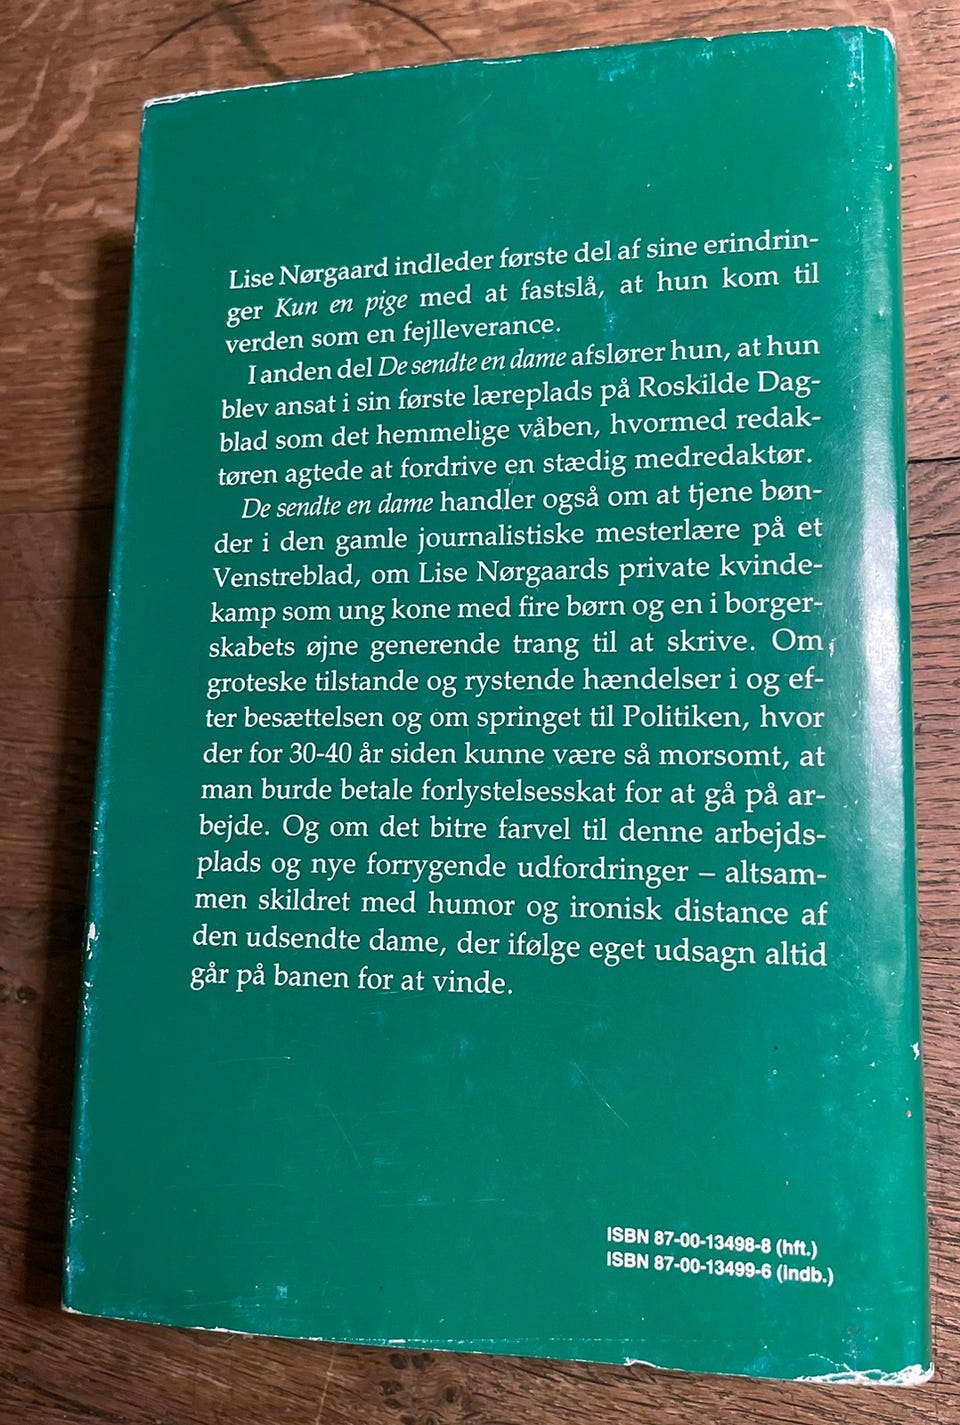 Lise Nørgaard indleder første del af sine erindrin-
ger Kun en pige med at fastslå, at hun kom til
verden som en fejlleverance.
I anden del De sendte en dame afslører hun, at hun
blev ansat i sin første læreplads på Roskilde Dag-
blad som det hemmelige våben, hvormed redak-
tøren agtede at fordrive en stædig medredaktør.
De sendte en dame handler også om at tjene bøn-
der i den gamle journalistiske mesterlære på et
Venstreblad, om Lise Nørgaards private kvinde-
kamp som ung kone med fire børn og en i borger-
skabets øjne generende trang til at skrive. Om
groteske tilstande og rystende hændelser i og ef-
ter besættelsen og om springet til Politiken, hvor
der for 30-40 år siden kunne være så morsomt, at
man burde betale forlystelsesskat for at gå på ar-
bejde. Og om det bitre farvel til denne arbejds-
plads og nye forrygende udfordringer – altsam-
men skildret med humor og ironisk distance af
den udsendte dame, der ifølge eget udsagn altid
går på banen for at vinde.
ISBN 87-00-13498-8 (hft.)
ISBN 87-00-13499-6 (indb.)